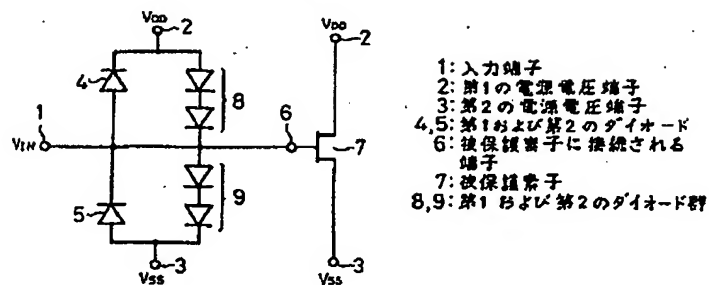 VDD
2
VDD
2
4
8
1
VIN
6
7
5
9
3
VSS
3
VSS
1: 入力端子
2: 第1の電源電圧端子
3: 第2の電源電圧端子
4,5: 第1および第2のダイオード
6: 被保護素子に接続される
端子
7: 被保護素子
8,9: 第1および第2のダイオード群